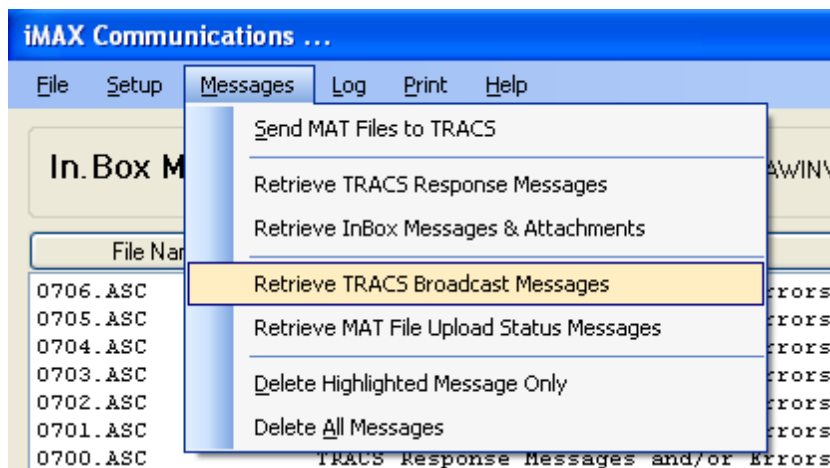 iMAX Communications ...
File Setup Messages Log Print Help
Send MAT Files to TRACS
In.Box
Retrieve TRACS Response Messages
Retrieve InBox Messages & Attachments
File
0706.ASC Retrieve TRACS Broadcast Messages
0705.ASC
0704.ASC Retrieve MAT File Upload Status Messages
0703.ASC
0702.ASC Delete Highlighted Message Only
0701.ASC Delete All Messages
0700.ASC TRACS Response Messages and/or Errors